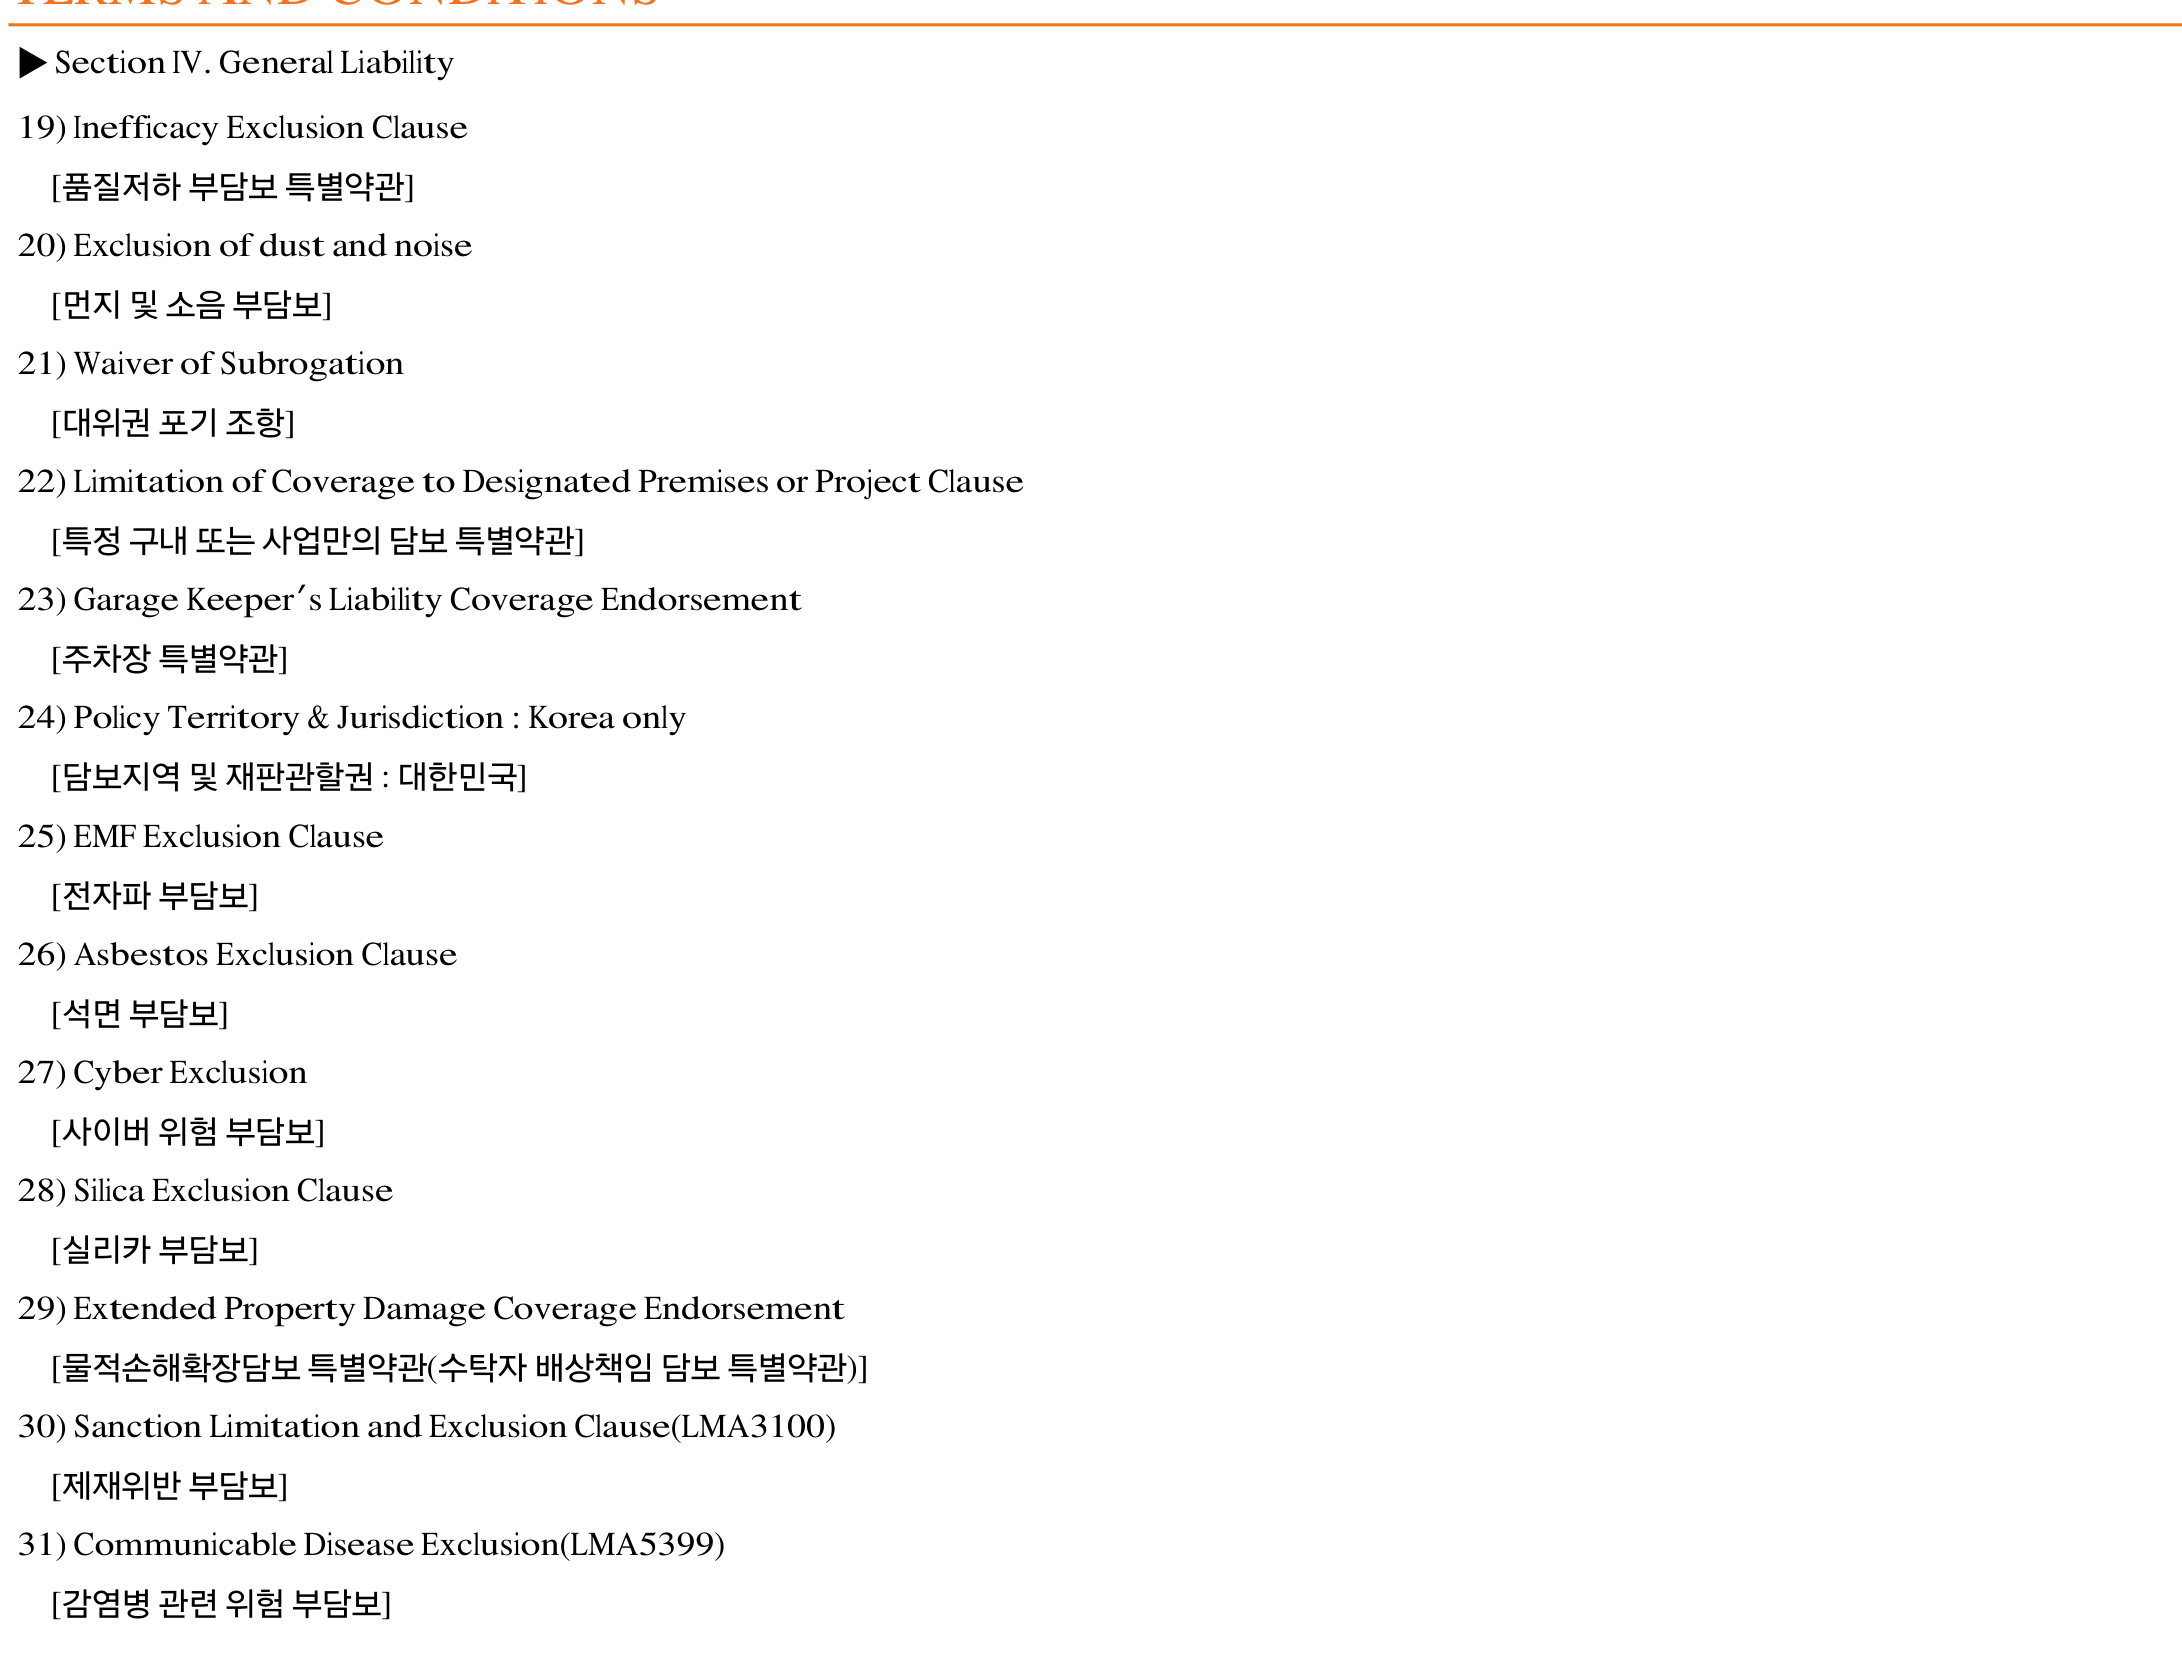 TERMS AND CONDITIONS
▶ Section IV. General Liability
19) Inefficacy Exclusion Clause
[품질저하 부담보 특별약관]
20) Exclusion of dust and noise
[먼지 및 소음 부담보]
21) Waiver of Subrogation
[대위권 포기 조항]
22) Limitation of Coverage to Designated Premises or Project Clause
[특정 구내 또는 사업만의 담보 특별약관]
23) Garage Keeper′s Liability Coverage Endorsement
[주차장 특별약관]
24) Policy Territory & Jurisdiction : Korea only
[담보지역 및 재판관할권 : 대한민국]
25) EMF Exclusion Clause
[전자파 부담보]
26) Asbestos Exclusion Clause
[석면 부담보]
27) Cyber Exclusion
[사이버 위험 부담보]
28) Silica Exclusion Clause
[실리카 부담보]
29) Extended Property Damage Coverage Endorsement
[물적손해확장담보 특별약관(수탁자 배상책임 담보 특별약관)]
30) Sanction Limitation and Exclusion Clause(LMA3100)
[제재위반 부담보]
31) Communicable Disease Exclusion(LMA5399)
[감염병 관련 위험 부담보]